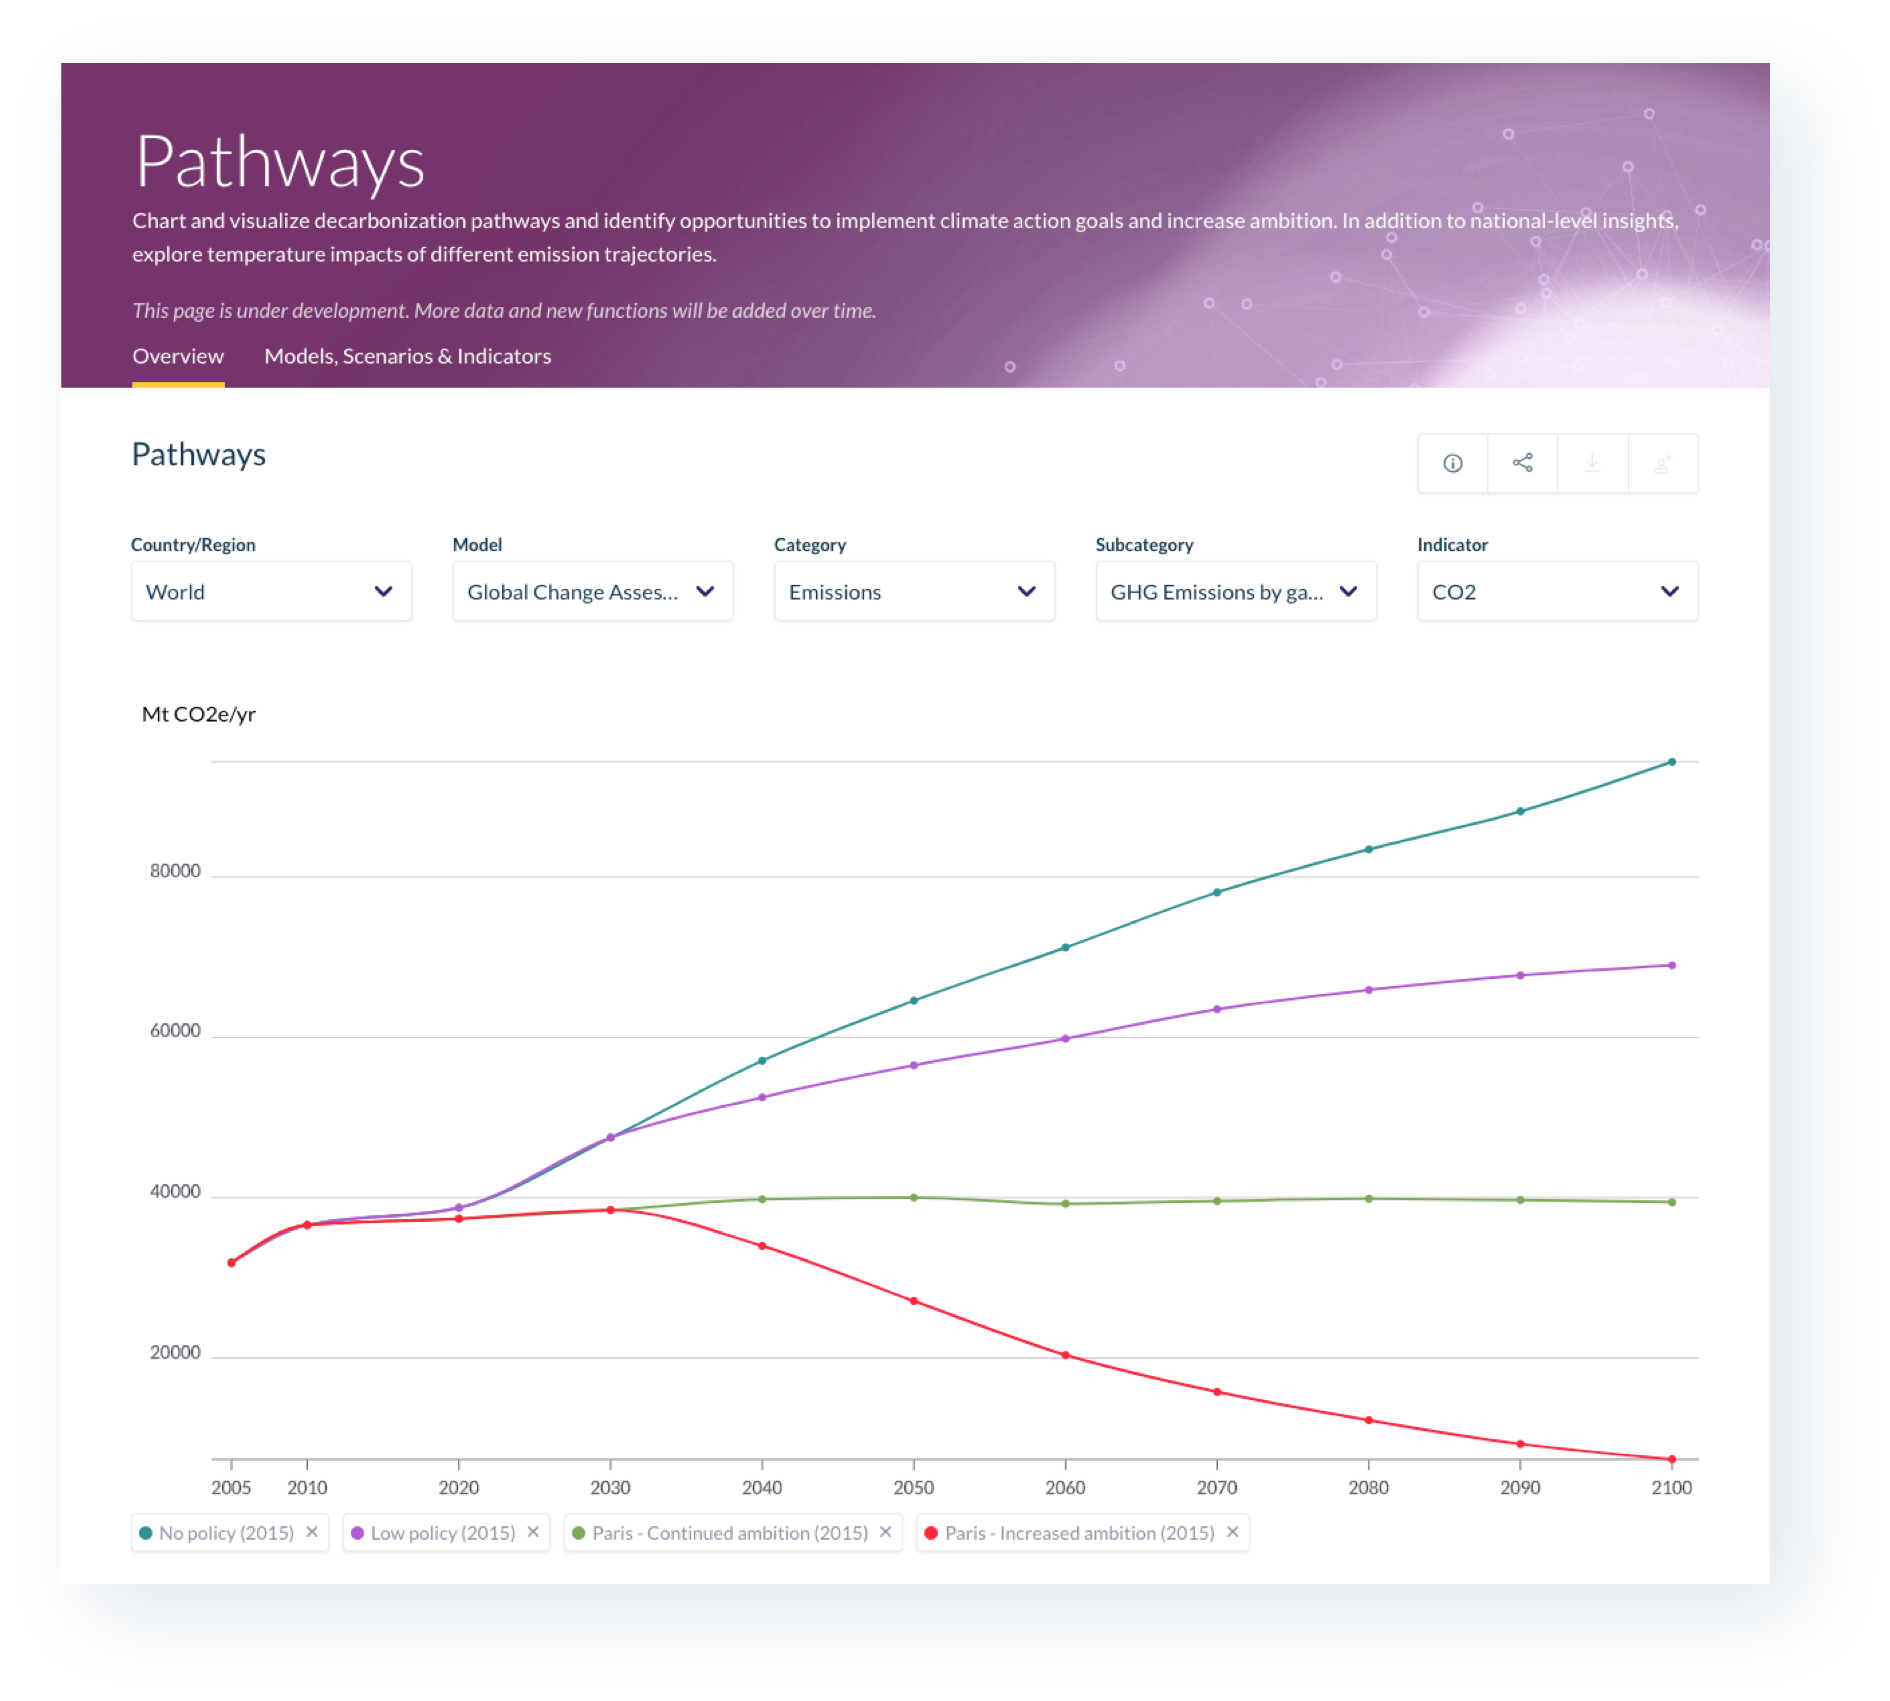 Pathways
Chart and visualize decarbonization pathways and identify opportunities to implement climate action goals and increase ambition. In addition to national-level insights,
explore temperature impacts of different emission trajectories.
This page is under development. More data and new functions will be added over time.
Overview Models, Scenarios & Indicators
Pathways
Country/Region Model Category Subcategory Indicator
World Global Change Asses... Emissions GHG Emissions by ga... CO2
Mt CO2e/yr
80000
60000
40000
20000
2005 2010 2020 2030 2040 2050 2060 2070 2080 2090 2100
No policy (2015) × Low policy (2015) × Paris - Continued ambition (2015) × Paris - Increased ambition (2015) ×